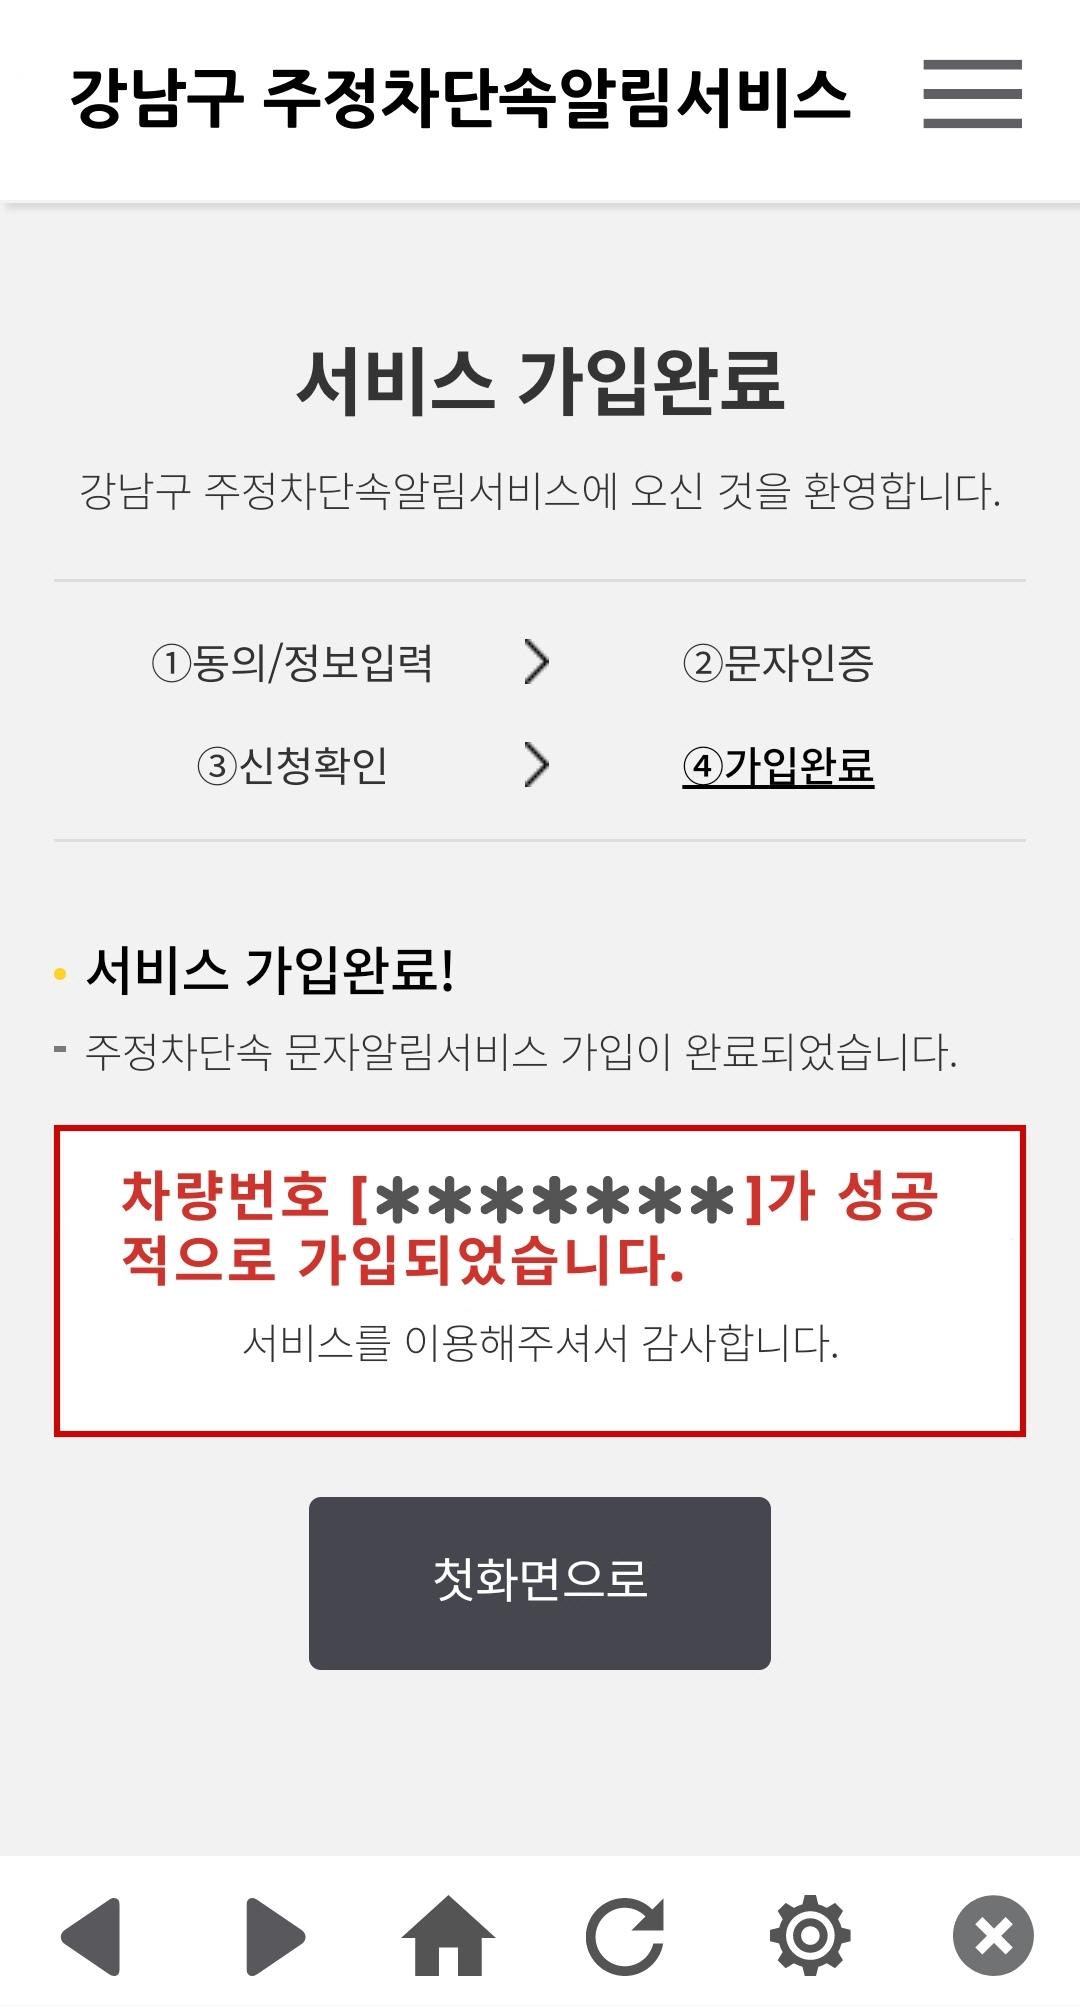 강남구 주정차단속알림서비스
서비스 가입완료
강남구 주정차단속알림서비스에 오신 것을 환영합니다.
①동의/정보입력 > ②문자인증
③신청확인 > ④가입완료
서비스 가입완료!
- 주정차단속 문자알림서비스 가입이 완료되었습니다.
차량번호 [*******]가 성공
적으로 가입되었습니다.
서비스를 이용해주셔서 감사합니다.
첫화면으로